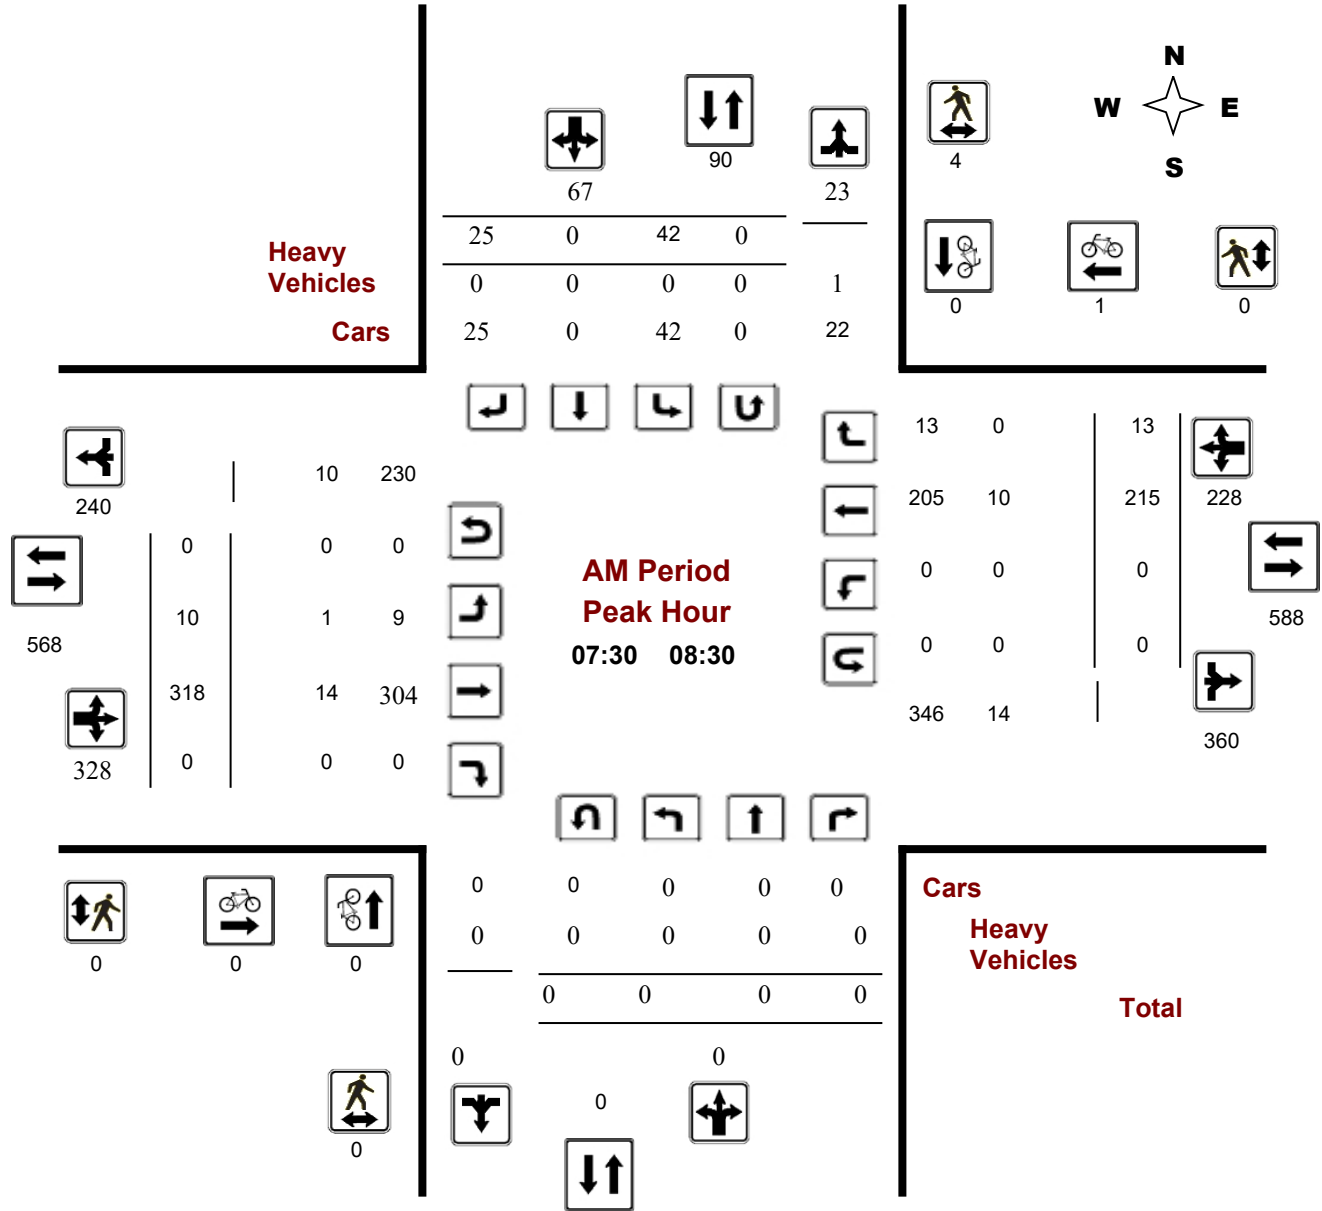 N
W E
S
90
67
23
4
25 0 42 0
Heavy
Vehicles
0 0 0 0 1
Cars
25 0 42 0 22
0 1 0
13 0 13
10 230
240
205 10 215 228
0 0 0
AM Period
Peak Hour
07:30 08:30
0 0 0
10 1 9
588
568
0 0 0
318 14 304
346 14
360
328
0 0 0
0 0 0 0 0
Cars
0 0 0 0 0
Heavy
Vehicles
0 0 0
0 0 0 0
Total
0 0
0
0